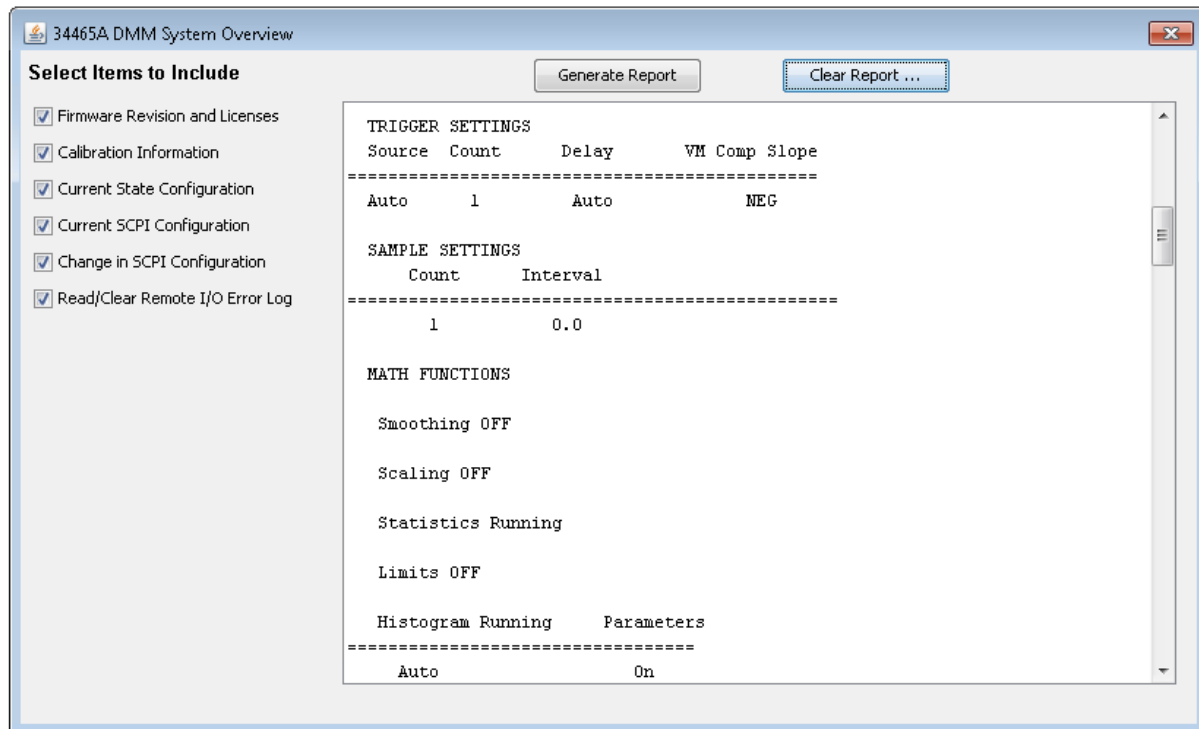 34465A DMM System Overview
Select Items to Include
Generate Report
Clear Report ...
Firmware Revision and Licenses
Calibration Information
Current State Configuration
Current SCPI Configuration
Change in SCPI Configuration
Read/Clear Remote I/O Error Log
TRIGGER SETTINGS
Source Count Delay VM Comp Slope
==============================================
Auto 1 Auto NEG
SAMPLE SETTINGS
Count Interval
================================================
1 0.0
MATH FUNCTIONS
Smoothing OFF
Scaling OFF
Statistics Running
Limits OFF
Histogram Running Parameters
==================================
Auto On